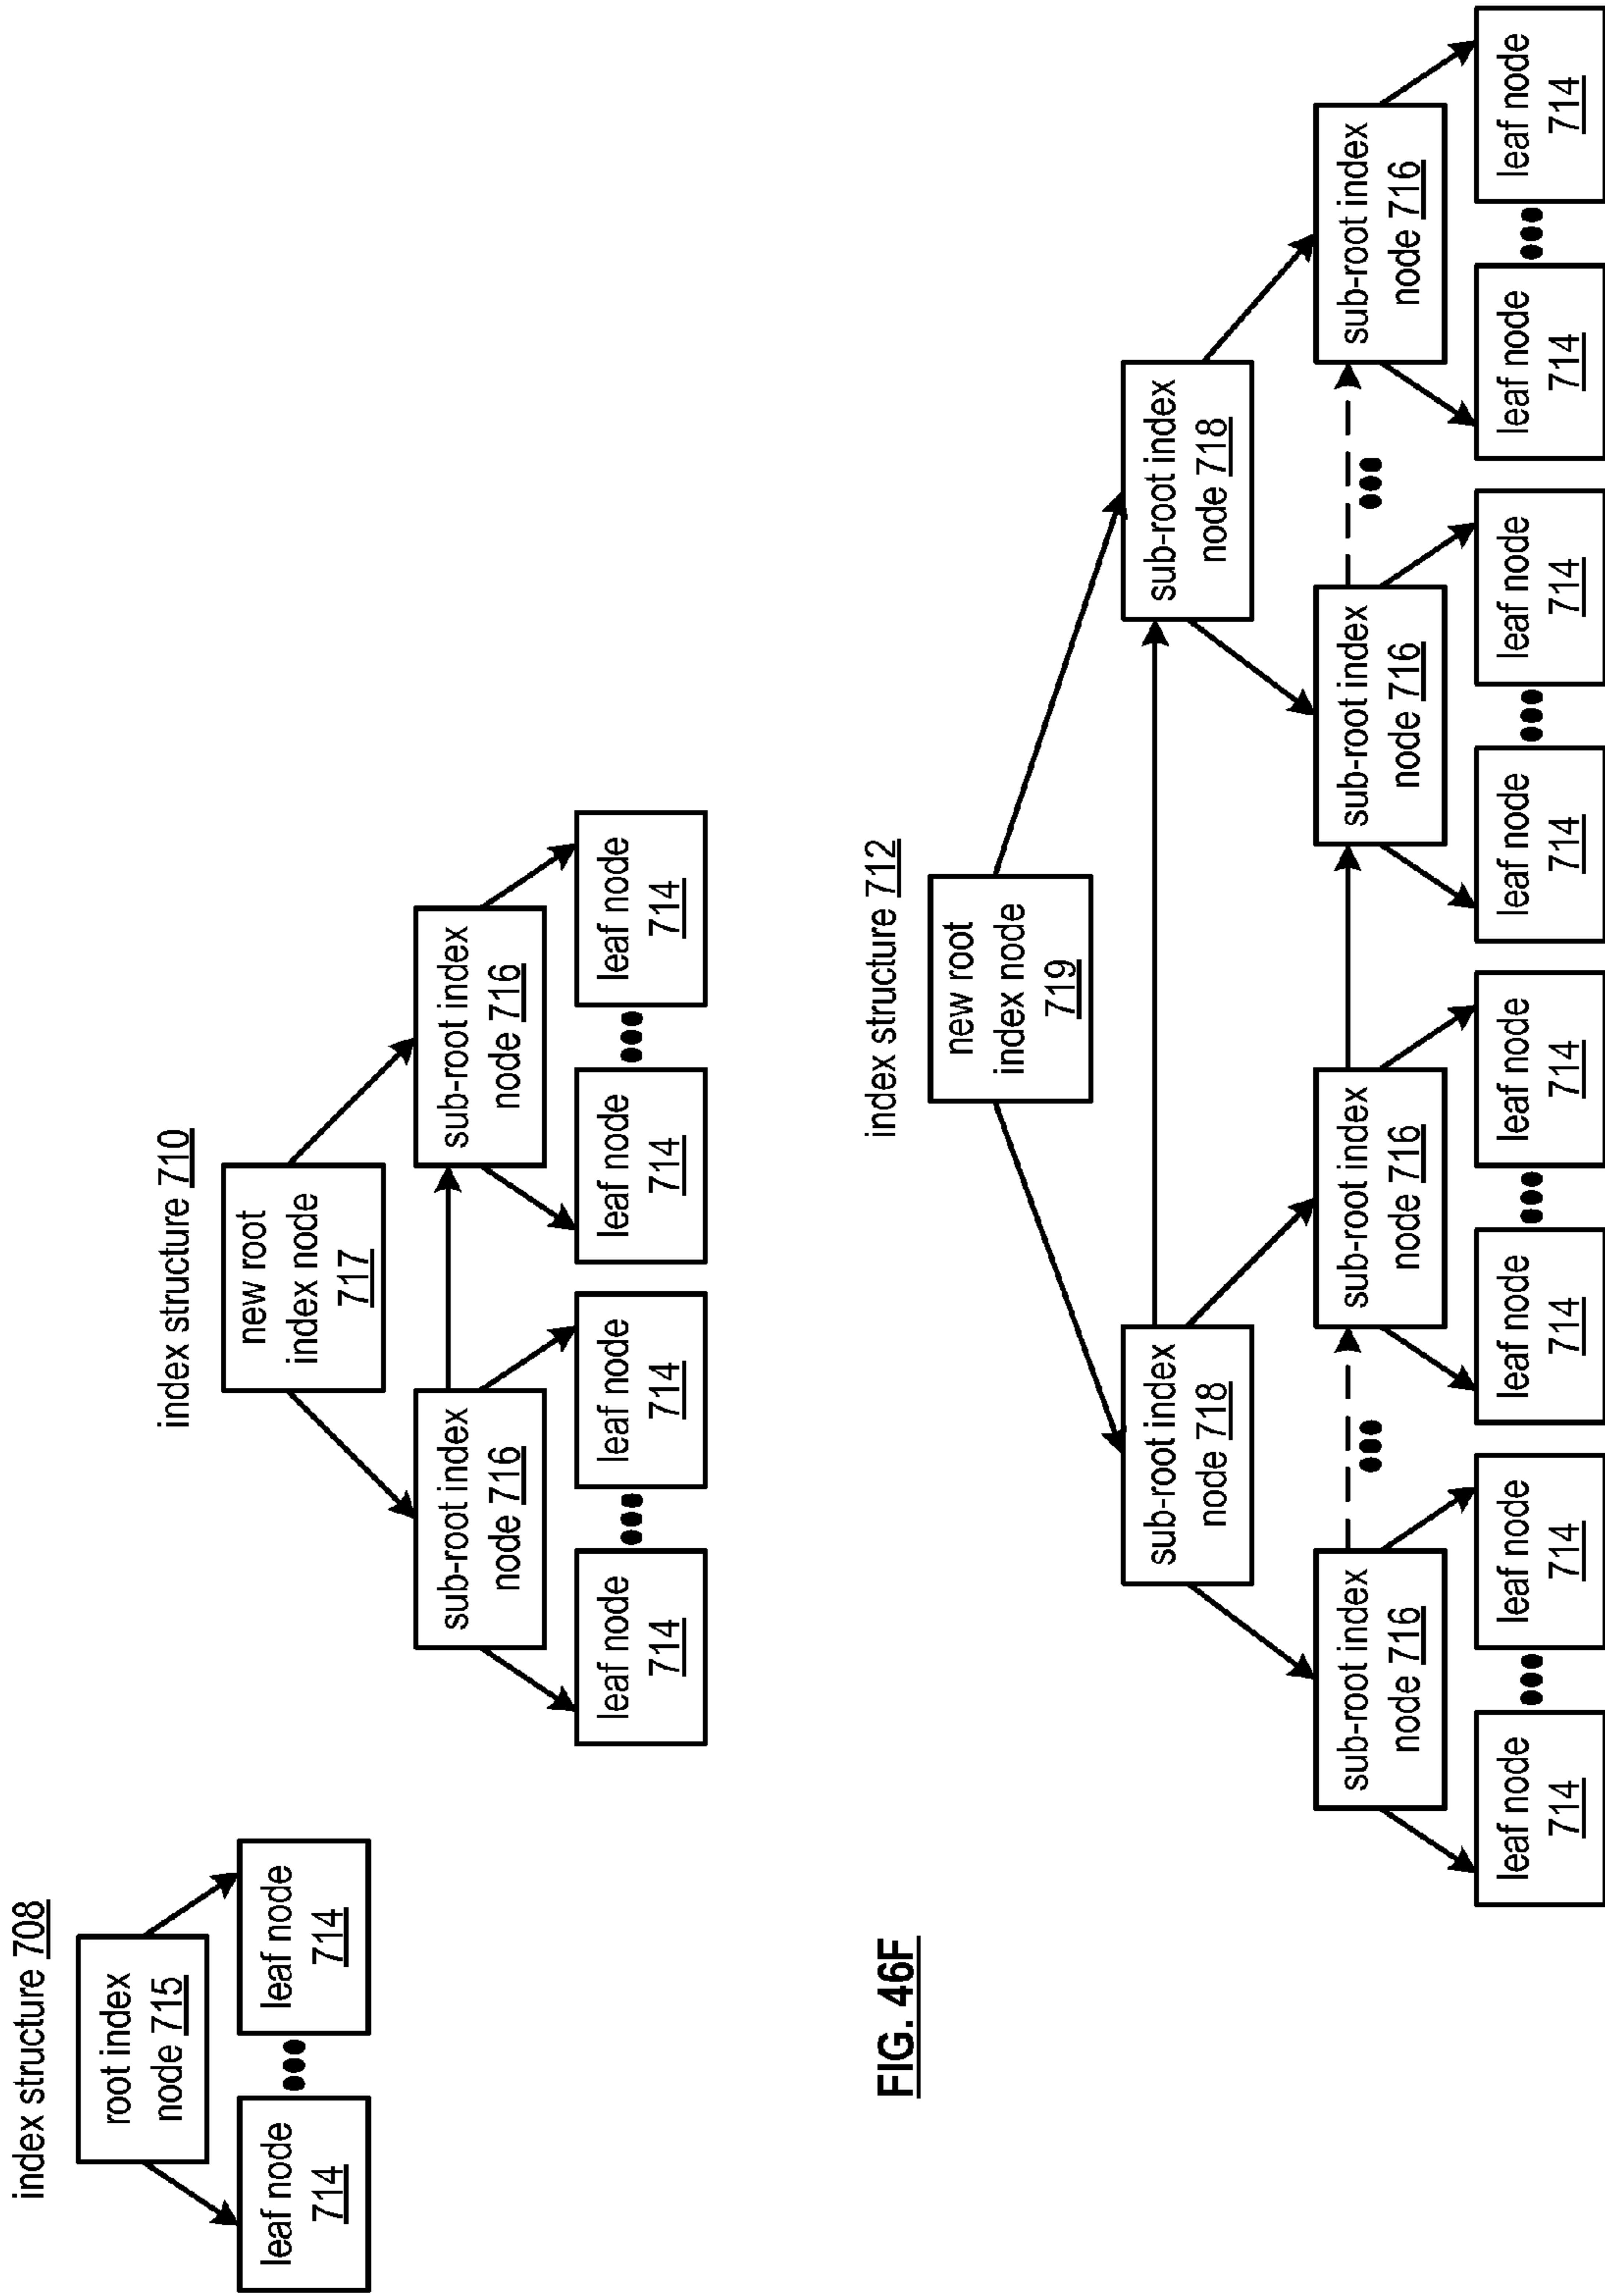 index structure 708
root index
node 715
leaf node
714
leaf node
714
index structure 710
new root
index node
717
sub-root index
node 716
sub-root index
node 716
leaf node
714
leaf node
714
leaf node
714
leaf node
714
index structure 712
new root
index node
719
sub-root index
node 718
sub-root index
node 718
sub-root index
node 716
sub-root index
node 716
sub-root index
node 716
sub-root index
node 716
leaf node
714
leaf node
714
leaf node
714
leaf node
714
leaf node
714
leaf node
714
leaf node
714
leaf node
714
FIG. 46F